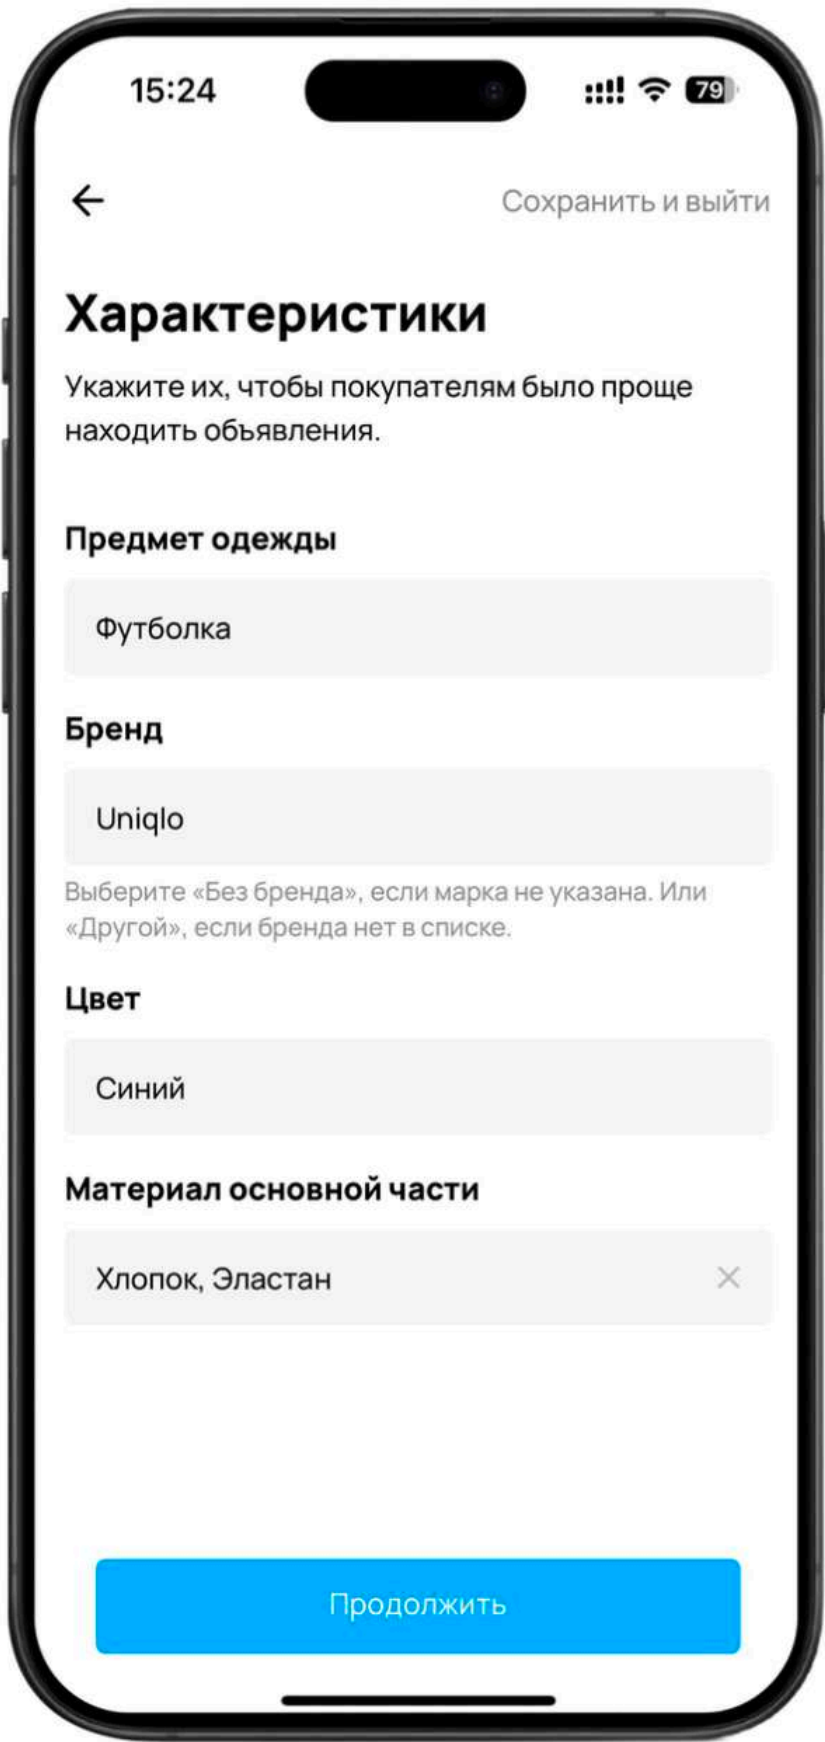 15:24
79
Сохранить и выйти
Характеристики
Укажите их, чтобы покупателям было проще
находить объявления.
Предмет одежды
Футболка
Бренд
Uniqlo
Выберите «Без бренда», если марка не указана. Или
«Другой», если бренда нет в списке.
Цвет
Синий
Материал основной части
Хлопок, Эластан
Продолжить